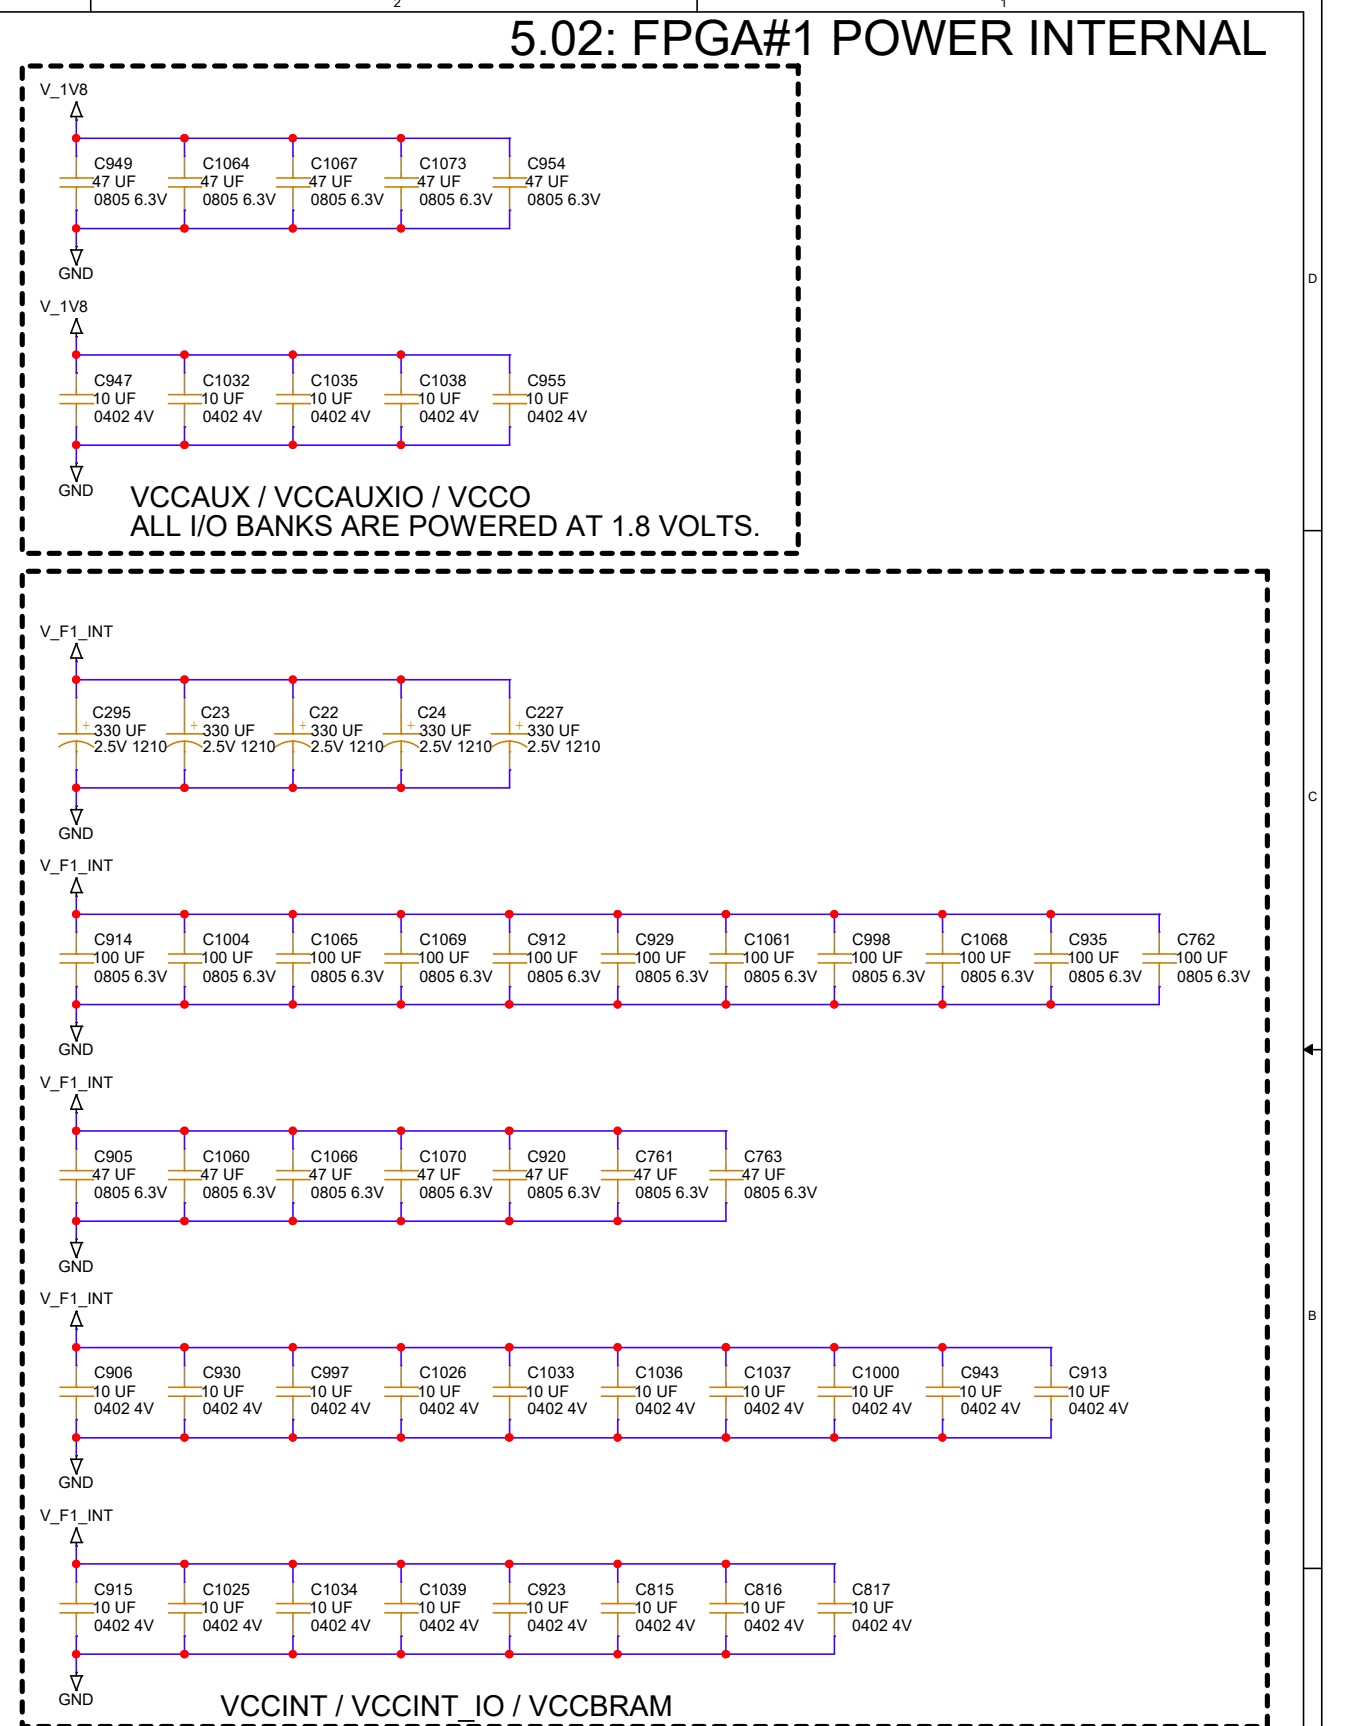 2
1
5.02: FPGA#1 POWER INTERNAL
V_1V8
C949
47 UF
0805 6.3V
C1064
47 UF
0805 6.3V
C1067
47 UF
0805 6.3V
C1073
47 UF
0805 6.3V
C954
47 UF
0805 6.3V
GND
D
V_1V8
C947
10 UF
0402 4V
C1032
10 UF
0402 4V
C1035
10 UF
0402 4V
C1038
10 UF
0402 4V
C955
10 UF
0402 4V
GND
VCCAUX / VCCAUXIO / VCCO
ALL I/O BANKS ARE POWERED AT 1.8 VOLTS.
V_F1_INT
C295
+ 330 UF
2.5V 1210
C23
+ 330 UF
2.5V 1210
C22
+ 330 UF
2.5V 1210
C24
+ 330 UF
2.5V 1210
C227
+ 330 UF
2.5V 1210
GND
C
V_F1_INT
C914
100 UF
0805 6.3V
C1004
100 UF
0805 6.3V
C1065
100 UF
0805 6.3V
C1069
100 UF
0805 6.3V
C912
100 UF
0805 6.3V
C929
100 UF
0805 6.3V
C1061
100 UF
0805 6.3V
C998
100 UF
0805 6.3V
C1068
100 UF
0805 6.3V
C935
100 UF
0805 6.3V
C762
100 UF
0805 6.3V
GND
V_F1_INT
C905
47 UF
0805 6.3V
C1060
47 UF
0805 6.3V
C1066
47 UF
0805 6.3V
C1070
47 UF
0805 6.3V
C920
47 UF
0805 6.3V
C761
47 UF
0805 6.3V
C763
47 UF
0805 6.3V
GND
V_F1_INT
B
C906
10 UF
0402 4V
C930
10 UF
0402 4V
C997
10 UF
0402 4V
C1026
10 UF
0402 4V
C1033
10 UF
0402 4V
C1036
10 UF
0402 4V
C1037
10 UF
0402 4V
C1000
10 UF
0402 4V
C943
10 UF
0402 4V
C913
10 UF
0402 4V
GND
V_F1_INT
C915
10 UF
0402 4V
C1025
10 UF
0402 4V
C1034
10 UF
0402 4V
C1039
10 UF
0402 4V
C923
10 UF
0402 4V
C815
10 UF
0402 4V
C816
10 UF
0402 4V
C817
10 UF
0402 4V
GND
VCCINT / VCCINT_IO / VCCBRAM